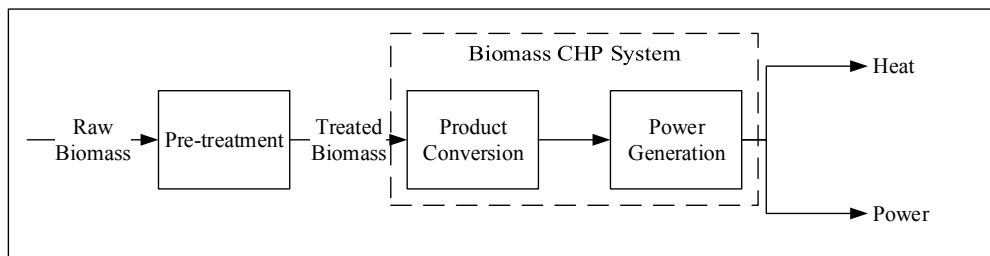 Biomass CHP System
Heat
Raw
Biomass
Pre-treatment
Treated
Biomass
Product
Conversion
Power
Generation
Power